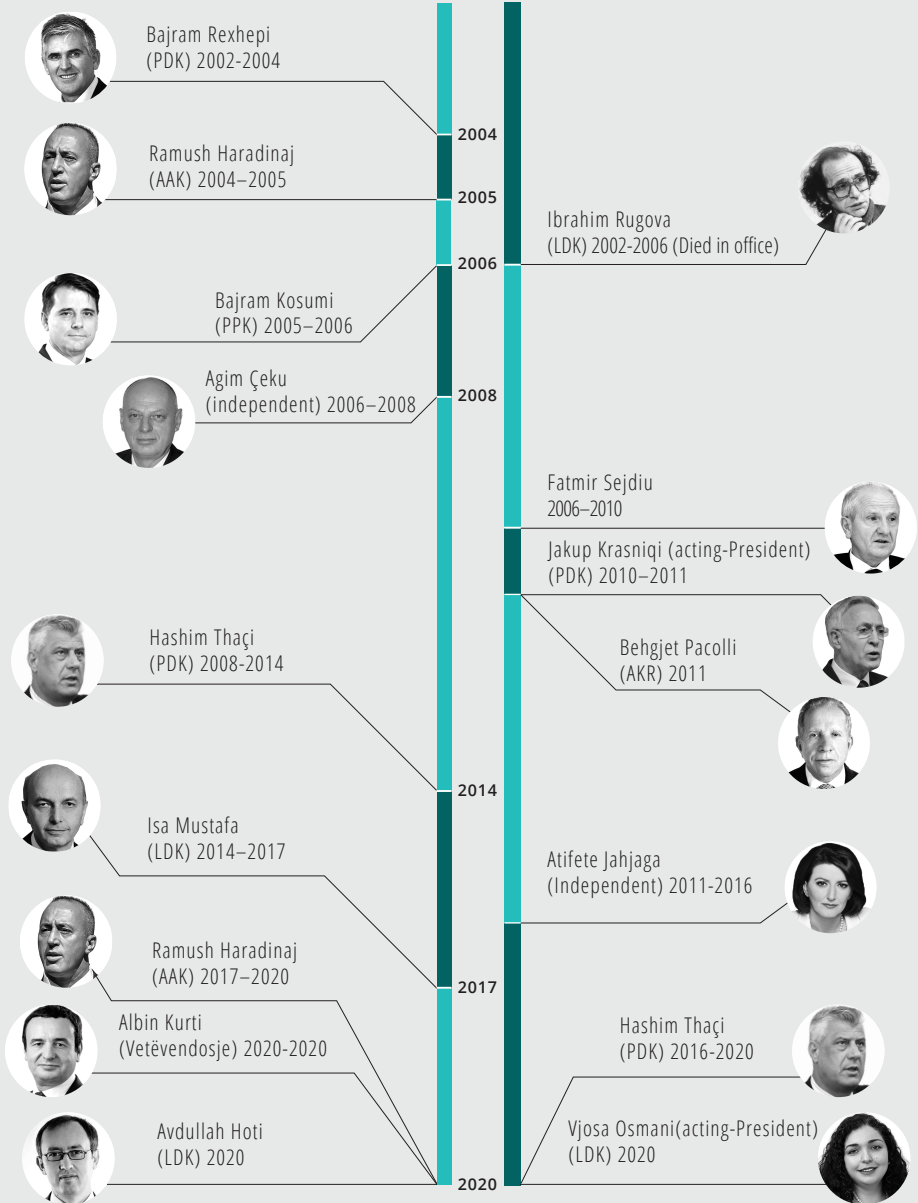 Bajram Rexhepi
(PDK) 2002-2004
2004
Ramush Haradinaj
(AAK) 2004–2005
2005
Ibrahim Rugova
(LDK) 2002-2006 (Died in office)
2006
Bajram Kosumi
(PPK) 2005–2006
Agim Çeku
(independent) 2006–2008
2008
Fatmir Sejdiu
2006–2010
Jakup Krasniqi (acting-President)
(PDK) 2010–2011
Hashim Thaçi
(PDK) 2008-2014
Behgjet Pacolli
(AKR) 2011
2014
Isa Mustafa
(LDK) 2014–2017
Atifete Jahjaga
(Independent) 2011-2016
Ramush Haradinaj
(AAK) 2017–2020
2017
Albin Kurti
(Vetëvendosje) 2020-2020
Hashim Thaçi
(PDK) 2016-2020
Avdullah Hoti
(LDK) 2020
Vjosa Osmani(acting-President)
(LDK) 2020
2020